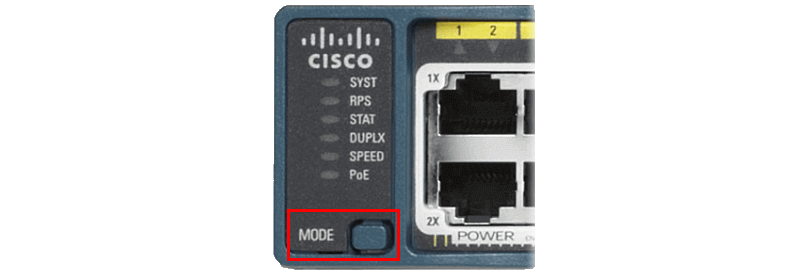 CISCO
SYST
RPS
STAT
DUPLX
SPEED
PoE
MODE
1 2
1X
2X
POWER